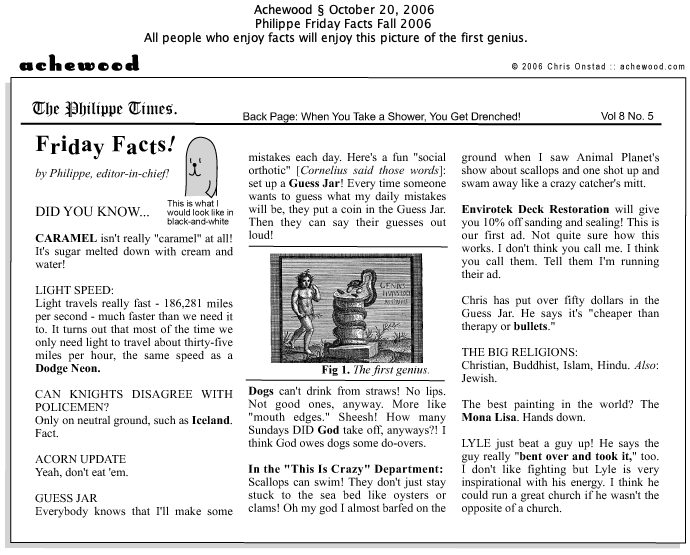 Achewood § October 20, 2006
Philippe Friday Facts Fall 2006
All people who enjoy facts will enjoy this picture of the first genius.
achewood
© 2006 Chris Onstad :: achewood.com
The Philippe Times.
Back Page: When You Take a Shower, You Get Drenched!
Vol 8 No. 5
Friday Facts!
by Philippe, editor-in-chief!
This is what I
would look like in
black-and-white
DID YOU KNOW...
CARAMEL isn't really "caramel" at all!
It's sugar melted down with cream and
water!
LIGHT SPEED:
Light travels really fast - 186,281 miles
per second - much faster than we need it
to. It turns out that most of the time we
only need light to travel about thirty-five
miles per hour, the same speed as a
Dodge Neon.
CAN KNIGHTS DISAGREE WITH
POLICEMEN?
Only on neutral ground, such as Iceland.
Fact.
ACORN UPDATE
Yeah, don't eat 'em.
GUESS JAR
Everybody knows that I'll make some
mistakes each day. Here's a fun "social
orthotic" [Cornelius said those words]:
set up a Guess Jar! Every time someone
wants to guess what my daily mistakes
will be, they put a coin in the Guess Jar.
Then they can say their guesses out
loud!
Fig 1. The first genius.
Dogs can't drink from straws! No lips.
Not good ones, anyway. More like
"mouth edges." Sheesh! How many
Sundays DID God take off, anyways?! I
think God owes dogs some do-overs.
In the "This Is Crazy" Department:
Scallops can swim! They don't just stay
stuck to the sea bed like oysters or
clams! Oh my god I almost barfed on the
ground when I saw Animal Planet's
show about scallops and one shot up and
swam away like a crazy catcher's mitt.
Envirotek Deck Restoration will give
you 10% off sanding and sealing! This is
our first ad. Not quite sure how this
works. I don't think you call me. I think
you call them. Tell them I'm running
their ad.
Chris has put over fifty dollars in the
Guess Jar. He says it's "cheaper than
therapy or bullets."
THE BIG RELIGIONS:
Christian, Buddhist, Islam, Hindu. Also:
Jewish.
The best painting in the world? The
Mona Lisa. Hands down.
LYLE just beat a guy up! He says the
guy really "bent over and took it," too.
I don't like fighting but Lyle is very
inspirational with his energy. I think he
could run a great church if he wasn't the
opposite of a church.